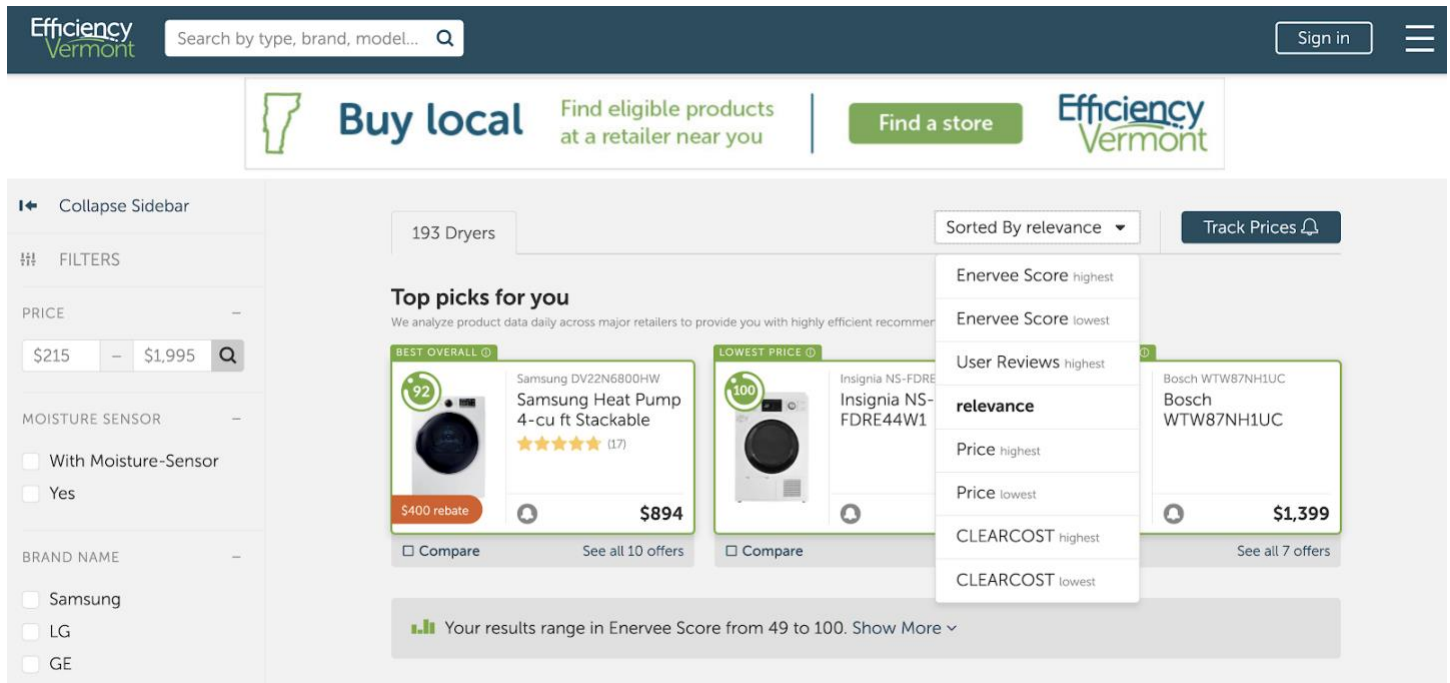 Efficiency
Vermont
Search by type, brand, model...
Sign in
Buy local
Find eligible products
at a retailer near you
Find a store
Efficiency
Vermont
Collapse Sidebar
FILTERS
PRICE
$215 – $1,995
MOISTURE SENSOR
With Moisture-Sensor
Yes
BRAND NAME
Samsung
LG
GE
193 Dryers
Sorted By relevance
Track Prices
Enervee Score highest
Enervee Score lowest
User Reviews highest
relevance
Price highest
Price lowest
CLEARCOST highest
CLEARCOST lowest
Top picks for you
We analyze product data daily across major retailers to provide you with highly efficient recommen
BEST OVERALL
92
Samsung DV22N6800HW
Samsung Heat Pump
4-cu ft Stackable
(17)
$400 rebate
$894
Compare
See all 10 offers
LOWEST PRICE
100
Insignia NS-FDRE
Insignia NS-
FDRE44W1
Compare
Bosch WTW87NH1UC
Bosch
WTW87NH1UC
$1,399
See all 7 offers
Your results range in Enervee Score from 49 to 100. Show More